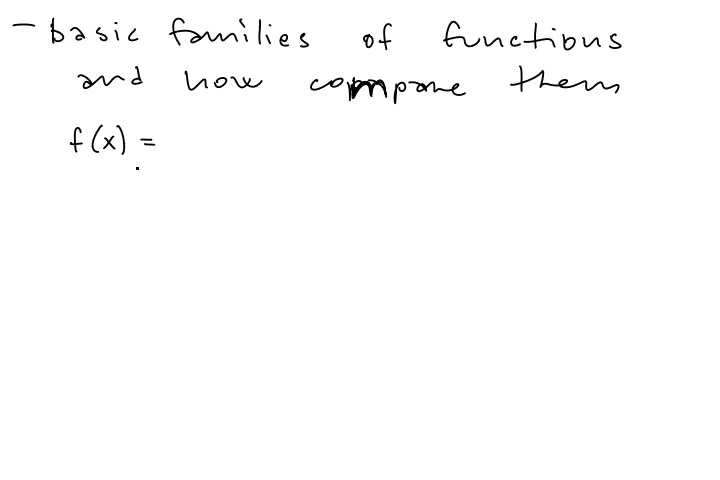 - basic families of functions
and how compare them
f(x) =